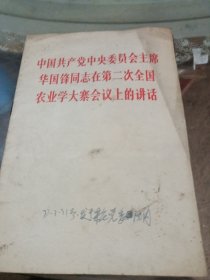 中国共产党中央委员会主席
华国锋同志在第二次全国
农业学大寨会议上的讲话